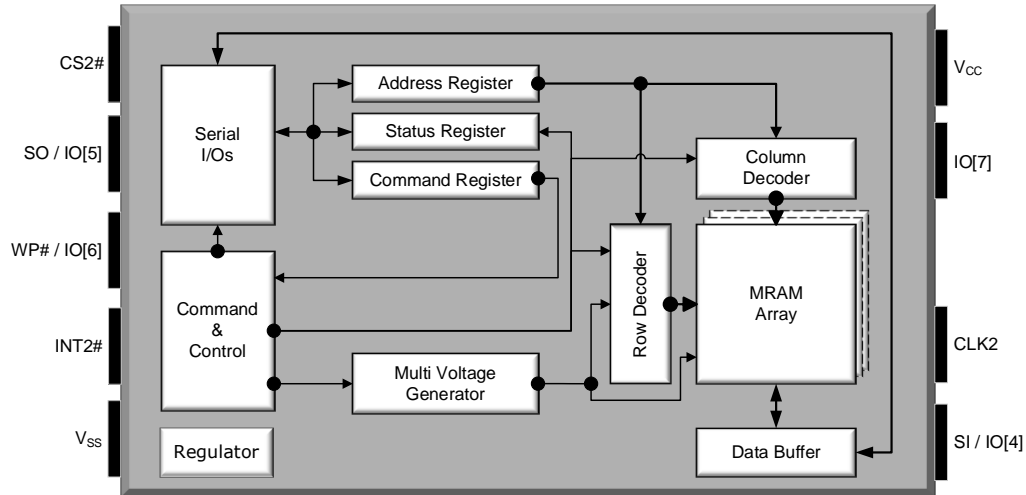 CS2#
SO / IO[5]
WP# / IO[6]
INT2#
VSS
Serial
I/Os
Command
&
Control
Regulator
Address Register
Status Register
Command Register
Multi Voltage
Generator
Row Decoder
Column
Decoder
MRAM
Array
Data Buffer
VCC
IO[7]
CLK2
SI / IO[4]